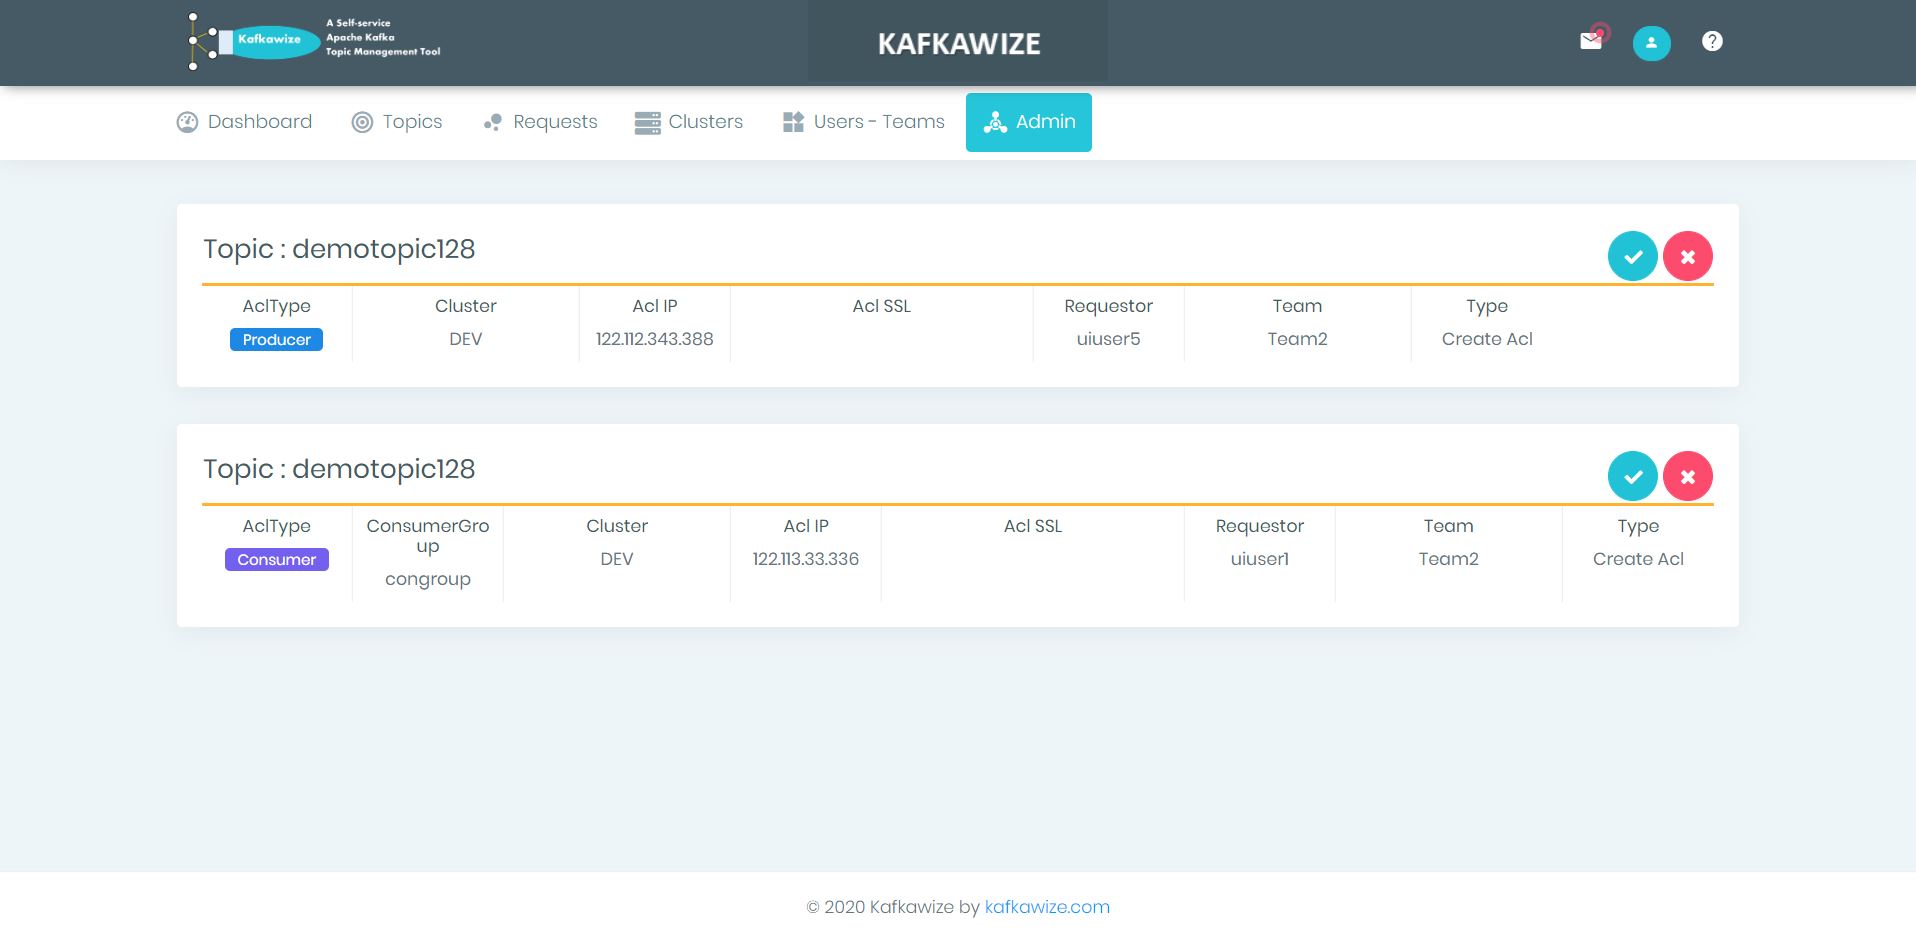 Kafkawize
A Self-service
Apache Kafka
Topic Management Tool
KAFKAWIZE
Dashboard
Topics
Requests
Clusters
Users - Teams
Admin
Topic : demotopic128
AclType Cluster Acl IP Acl SSL Requestor Team Type
Producer DEV 122.112.343.388 uiuser5 Team2 Create Acl
Topic : demotopic128
AclType ConsumerGro Cluster Acl IP Acl SSL Requestor Team Type
up
Consumer DEV 122.113.33.336 uiuser1 Team2 Create Acl
congroup
© 2020 Kafkawize by kafkawize.com